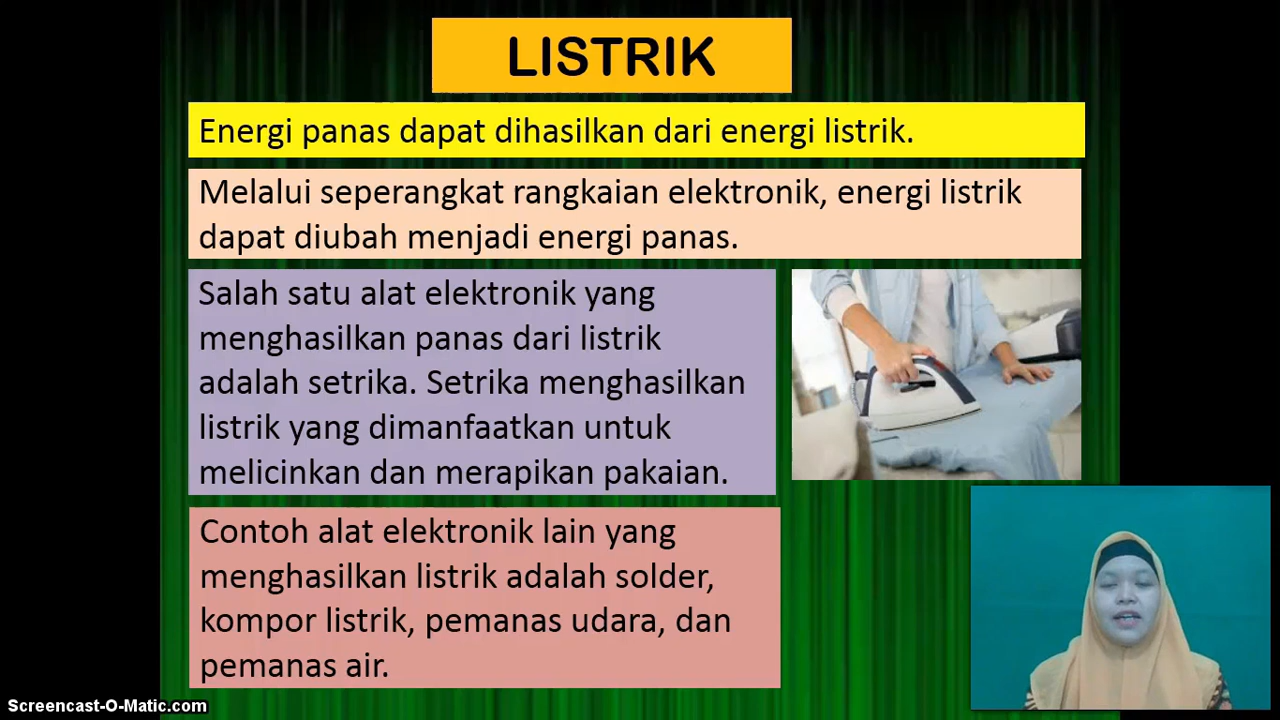 LISTRIK
Energi panas dapat dihasilkan dari energi listrik.
Melalui seperangkat rangkaian elektronik, energi listrik
dapat diubah menjadi energi panas.
Salah satu alat elektronik yang
menghasilkan panas dari listrik
adalah setrika. Setrika menghasilkan
listrik yang dimanfaatkan untuk
melicinkan dan merapikan pakaian.
Contoh alat elektronik lain yang
menghasilkan listrik adalah solder,
kompor listrik, pemanas udara, dan
pemanas air.
Screencast-O-Matic.com